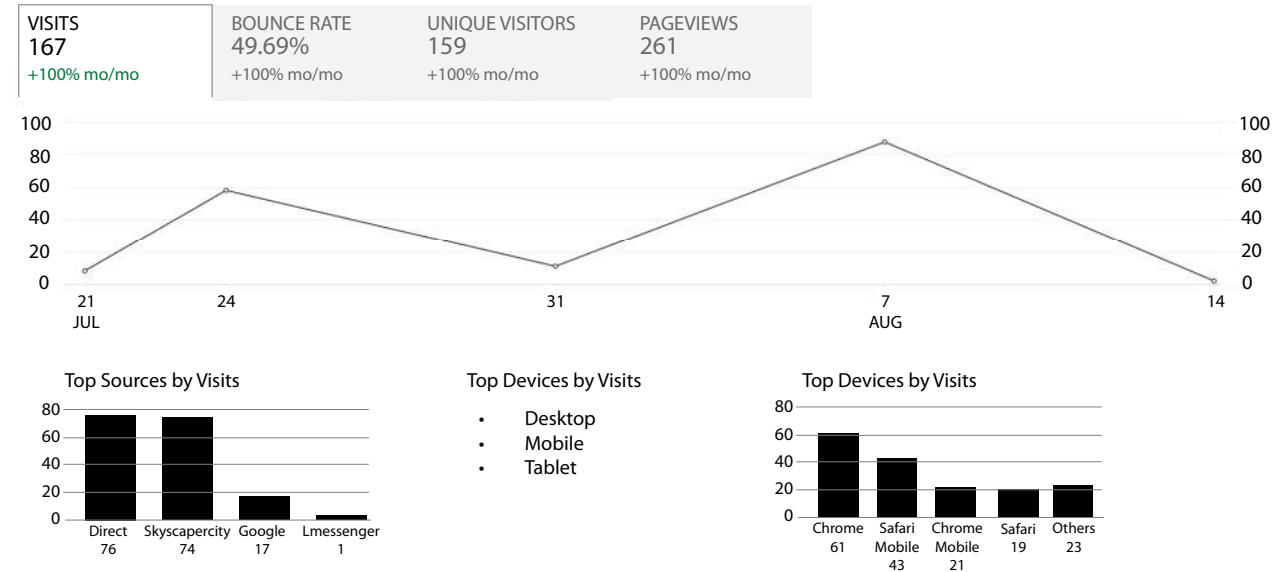 VISITS
167
+100% mo/mo
BOUNCE RATE
49.69%
+100% mo/mo
UNIQUE VISITORS
159
+100% mo/mo
PAGEVIEWS
261
+100% mo/mo
100
80
60
40
20
0
100
80
60
40
20
0
21
JUL
24
31
7
AUG
14
Top Sources by Visits
80
60
40
20
0
Direct
76
Skyscapercity
74
Google
17
Lmessenger
1
Top Devices by Visits
• Desktop
• Mobile
• Tablet
Top Devices by Visits
80
60
40
20
0
Chrome
61
Safari
Mobile
43
Chrome
Mobile
21
Safari
19
Others
23